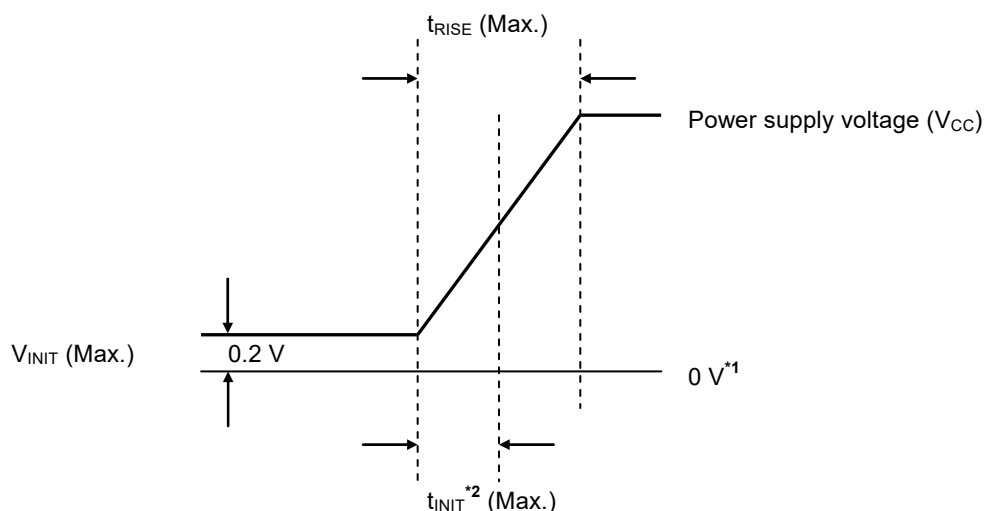 tRISE (Max.)
Power supply voltage (VCC)
VINIT (Max.)
0.2 V
0 V*1
tINIT*2 (Max.)